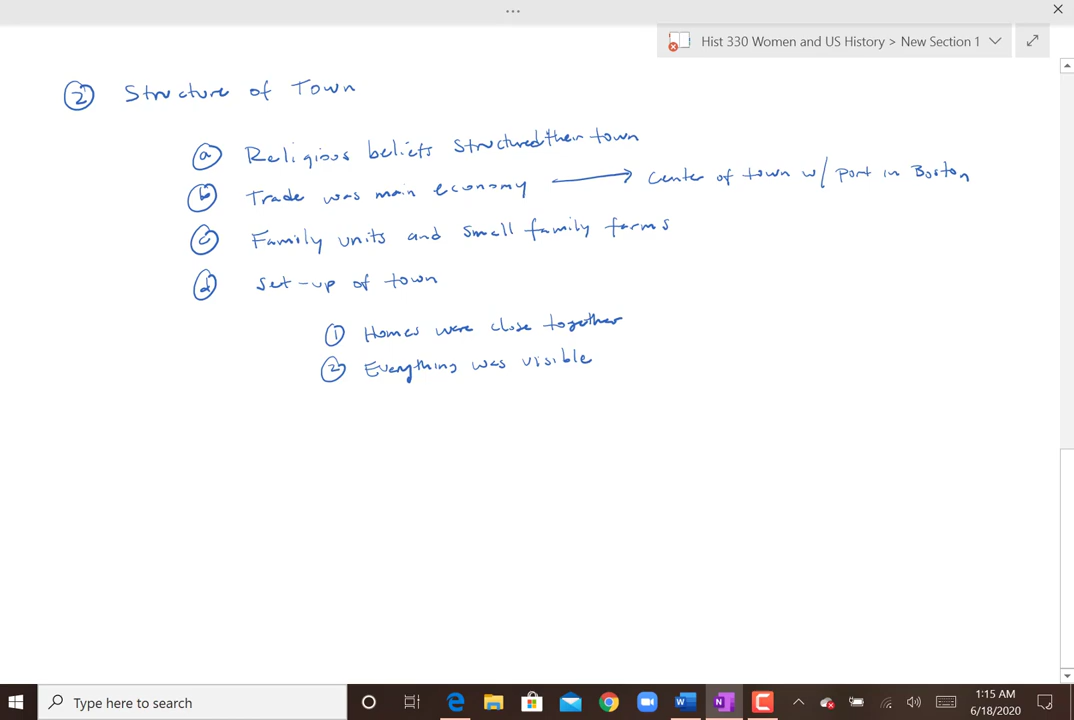 Hist 330 Women and US History > New Section 1
② Structure of Town
ⓐ Religious beliefs structured their town
ⓑ Trade was main economy → center of town w/ port in Boston
ⓒ Family units and small family farms
ⓓ Set-up of town
① Homes were close together
② Everything was visible
Type here to search
1:15 AM
6/18/2020